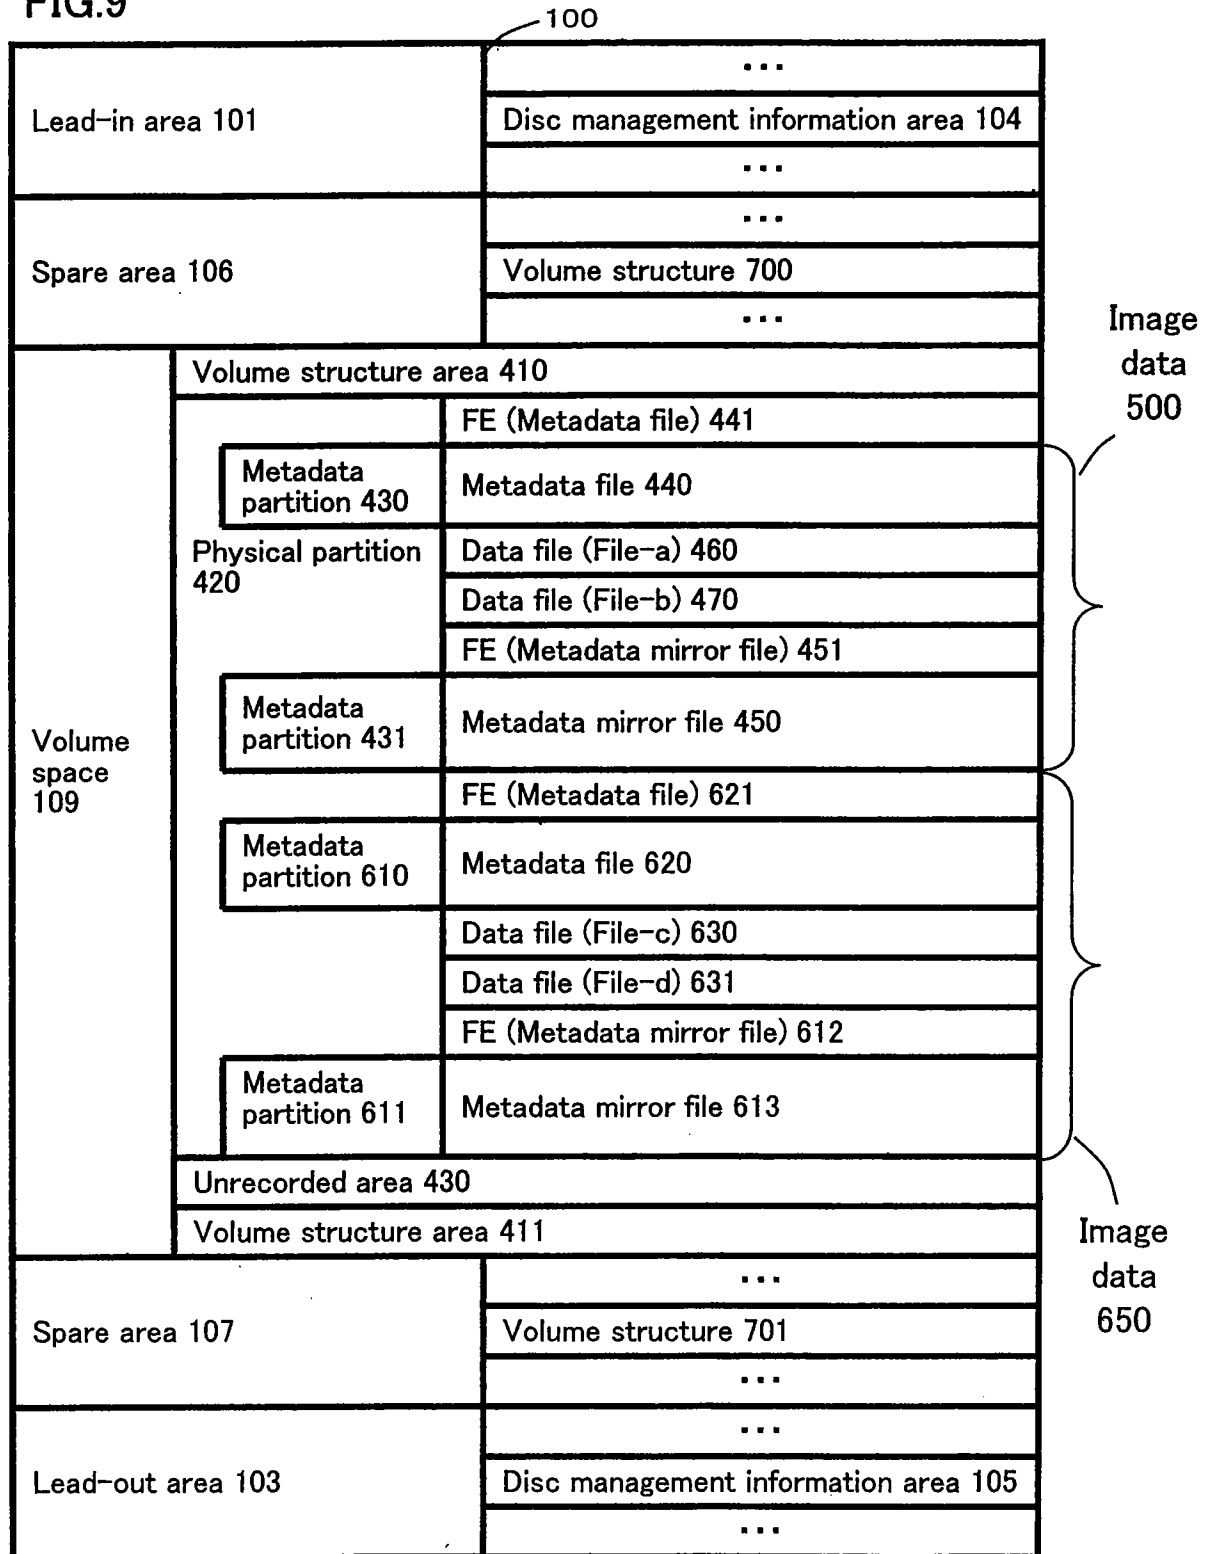 FIG.9
100
...
Lead-in area 101
Disc management information area 104
...
...
Spare area 106
Volume structure 700
...
Image
data
500
Volume structure area 410
FE (Metadada file) 441
Metadata
partition 430
Metadata file 440
Physical partition
420
Data file (File-a) 460
Data file (File-b) 470
FE (Metadata mirror file) 451
Metadata
partition 431
Metadata mirror file 450
Volume
space
109
FE (Metadata file) 621
Metadata
partition 610
Metadata file 620
Data file (File-c) 630
Data file (File-d) 631
FE (Metadata mirror file) 612
Metadata
partition 611
Metadata mirror file 613
Unrecorded area 430
Volume structure area 411
Image
data
650
...
Spare area 107
Volume structure 701
...
...
Lead-out area 103
Disc management information area 105
...